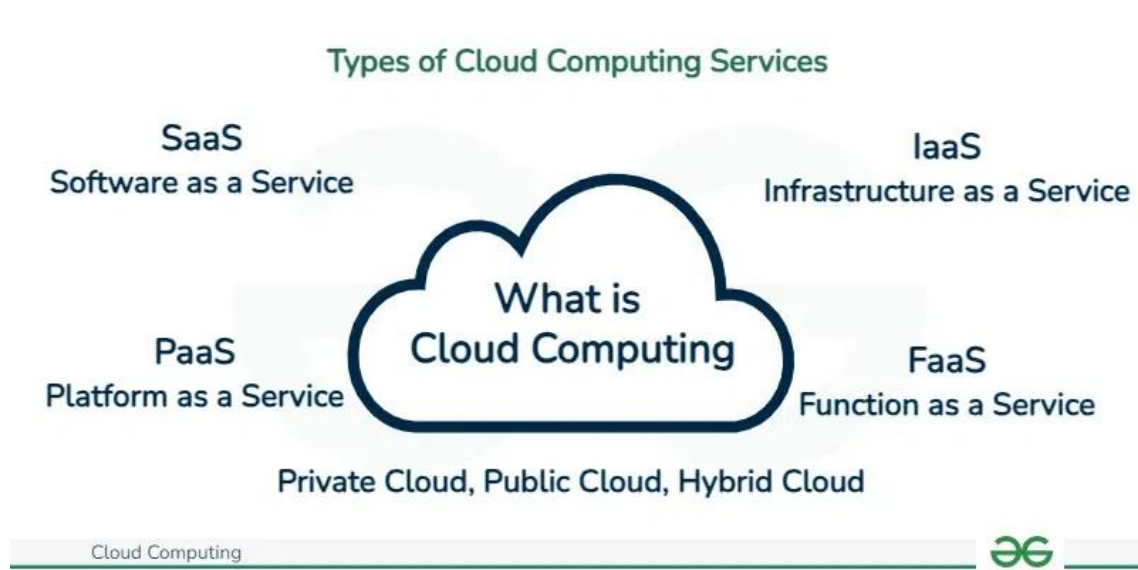 Types of Cloud Computing Services
SaaS
Software as a Service
IaaS
Infrastructure as a Service
What is
Cloud Computing
PaaS
Platform as a Service
FaaS
Function as a Service
Private Cloud, Public Cloud, Hybrid Cloud
Cloud Computing